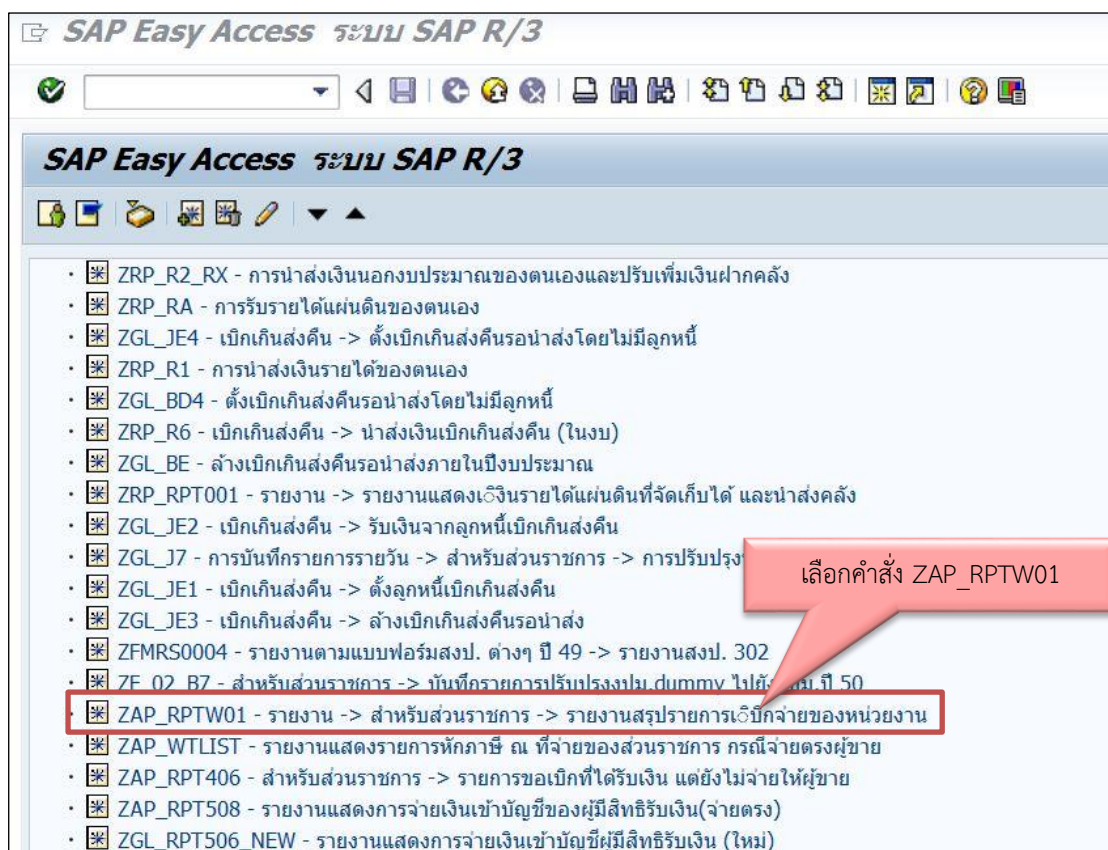 SAP Easy Access ระบบ SAP R/3
SAP Easy Access ระบบ SAP R/3
· ZRP_R2_RX - การนำส่งเงินนอกงบประมาณของตนเองและปรับเพิ่มเงินฝากคลัง
· ZRP_RA - การรับรายได้แผ่นดินของตนเอง
· ZGL_JE4 - เบิกเกินส่งคืน -> ตั้งเบิกเกินส่งคืนรอนำส่งโดยไม่มีลูกหนี้
· ZRP_R1 - การนำส่งเงินรายได้ของตนเอง
· ZGL_BD4 - ตั้งเบิกเกินส่งคืนรอนำส่งโดยไม่มีลูกหนี้
· ZRP_R6 - เบิกเกินส่งคืน -> นำส่งเงินเบิกเกินส่งคืน (ในงบ)
· ZGL_BE - ล้างเบิกเกินส่งคืนรอนำส่งภายในปีงบประมาณ
· ZRP_RPT001 - รายงาน -> รายงานแสดงเิงินรายได้แผ่นดินที่จัดเก็บได้ และนำส่งคลัง
· ZGL_JE2 - เบิกเกินส่งคืน -> รับเงินจากลูกหนี้เบิกเกินส่งคืน
· ZGL_J7 - การบันทึกรายการรายวัน -> สำหรับส่วนราชการ -> การปรับปรุง
เลือกคำสั่ง ZAP_RPTW01
· ZGL_JE1 - เบิกเกินส่งคืน -> ตั้งลูกหนี้เบิกเกินส่งคืน
· ZGL_JE3 - เบิกเกินส่งคืน -> ล้างเบิกเกินส่งคืนรอนำส่ง
· ZFMRS0004 - รายงานตามแบบฟอร์มสงป. ต่างๆ ปี 49 -> รายงานสงป. 302
· ZF_02_B7 - สำหรับส่วนราชการ -> บันทึกรายการปรับปรุงงปม.dummy ไปยัง ปี 50
· ZAP_RPTW01 - รายงาน -> สำหรับส่วนราชการ -> รายงานสรุปรายการเิบิกจ่ายของหน่วยงาน
· ZAP_WTLIST - รายงานแสดงรายการหักภาษี ณ ที่จ่ายของส่วนราชการ กรณีจ่ายตรงผู้ขาย
· ZAP_RPT406 - สำหรับส่วนราชการ -> รายการขอเบิกที่ได้รับเงิน แต่ยังไม่จ่ายให้ผู้ขาย
· ZAP_RPT508 - รายงานแสดงการจ่ายเงินเข้าบัญชีของผู้มีสิทธิรับเงิน(จ่ายตรง)
· ZGL_RPT506_NEW - รายงานแสดงการจ่ายเงินเข้าบัญชีผู้มีสิทธิรับเงิน (ใหม่)